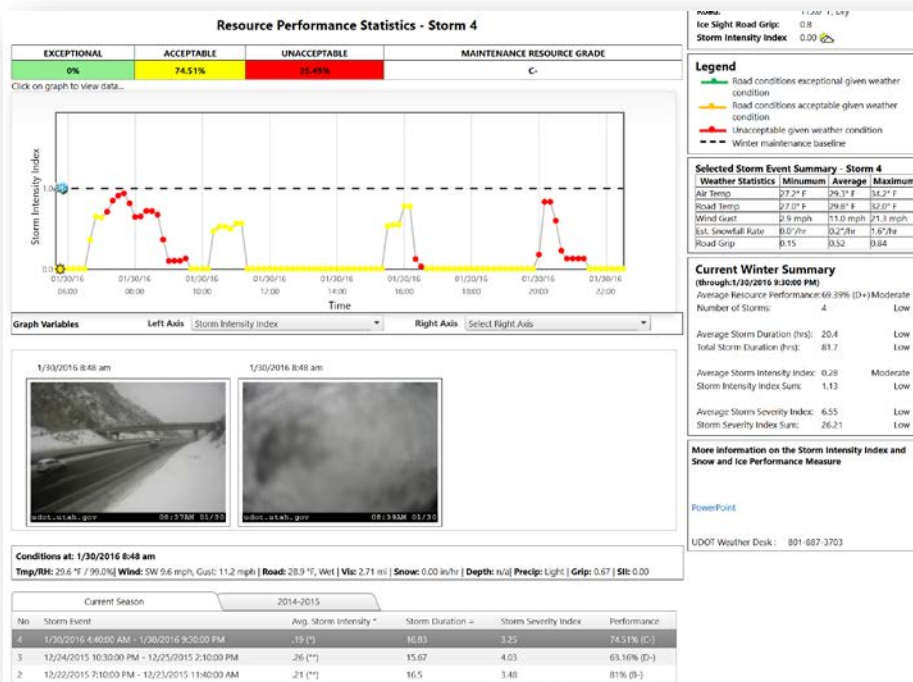 Resource Performance Statistics - Storm 4
EXCEPTIONAL ACCEPTABLE UNACCEPTABLE MAINTENANCE RESOURCE GRADE
0% 74.51% 25.49% C-
Click on graph to view data...
Storm Intensity Index
1.0
0.0
01/30/16 01/30/16 01/30/16 01/30/16 01/30/16 01/30/16 01/30/16 01/30/16 01/30/16
06:00 08:00 10:00 12:00 14:00 16:00 18:00 20:00 22:00
Time
Graph Variables Left Axis Storm Intensity Index Right Axis Select Right Axis
1/30/2016 8:48 am 1/30/2016 8:48 am
udot.utah.gov 08:37AM 01/30 udot.utah.gov 08:39AM 01/30
Conditions at: 1/30/2016 8:48 am
Tmp/RH: 29.6 °F / 99.0%| Wind: SW 9.6 mph, Gust: 11.2 mph | Road: 28.9 °F, Wet | Vis: 2.71 mi | Snow: 0.00 in/hr | Depth: n/a| Precip: Light | Grip: 0.67 | SII: 0.00
Current Season 2014-2015
No Storm Event Avg. Storm Intensity * Storm Duration Storm Severity Index Performance
4 1/30/2016 4:40:00 AM - 1/30/2016 9:30:00 PM .19 (*) 16.83 3.25 74.51% (C-)
3 12/24/2015 10:30:00 PM - 12/25/2015 2:10:00 PM .26 (**) 15.67 4.03 63.16% (D-)
2 12/22/2015 7:10:00 PM - 12/23/2015 11:40:00 AM .21 (**) 16.5 3.48 81% (B-)
Ice Sight Road Grip: 0.8
Storm Intensity Index 0.00
Legend
Road conditions exceptional given weather
condition
Road conditions acceptable given weather
condition
Unacceptable given weather condition
Winter maintenance baseline
Selected Storm Event Summary - Storm 4
Weather Statistics Minumum Average Maximum
Air Temp 27.2° F 29.3° F 34.2° F
Road Temp 27.0° F 29.8° F 32.0° F
Wind Gust 2.9 mph 11.0 mph 21.3 mph
Est. Snowfall Rate 0.0"/hr 0.2"/hr 1.6"/hr
Road Grip 0.15 0.52 0.84
Current Winter Summary
(through:1/30/2016 9:30:00 PM)
Average Resource Performance: 69.39% (D+) Moderate
Number of Storms: 4 Low
Average Storm Duration (hrs): 20.4 Low
Total Storm Duration (hrs): 81.7 Low
Average Storm Intensity Index: 0.28 Moderate
Storm Intensity Index Sum: 1.13 Low
Average Storm Severity Index: 6.55 Low
Storm Severity Index Sum: 26.21 Low
More information on the Storm Intensity Index and
Snow and Ice Performance Measure
PowerPoint
UDOT Weather Desk : 801-887-3703